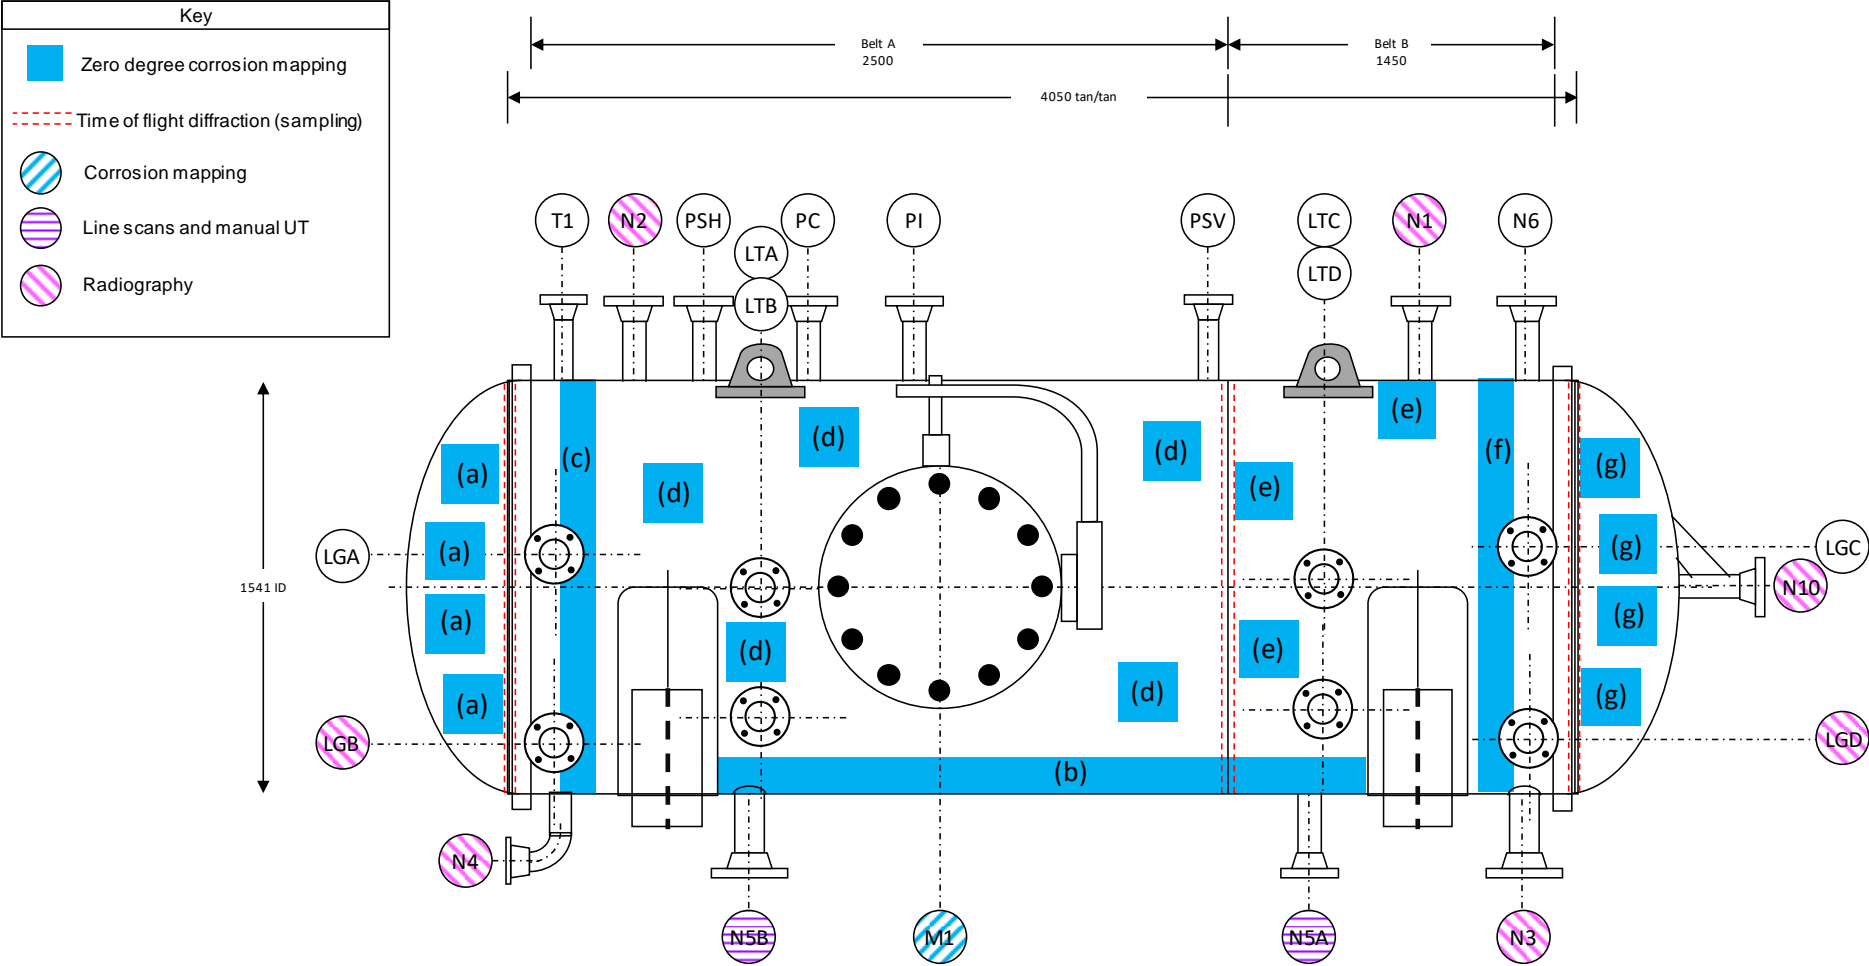 Key
Zero degree corrosion mapping
Time of flight diffraction (sampling)
Corrosion mapping
Line scans and manual UT
Radiography
Belt A
2500
Belt B
1450
4050 tan/tan
T1
N2
PSH
LTA
LTB
PC
PI
PSV
LTC
LTD
N1
N6
(a)
(c)
(d)
(d)
(d)
(e)
(e)
(f)
(g)
LGA
(a)
(g)
LGC
1541 ID
N10
(a)
(d)
(e)
(g)
(a)
(d)
(g)
LGB
LGD
(b)
N4
N5B
M1
N5A
N3